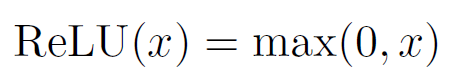 ReLU(x) = max(0, x)